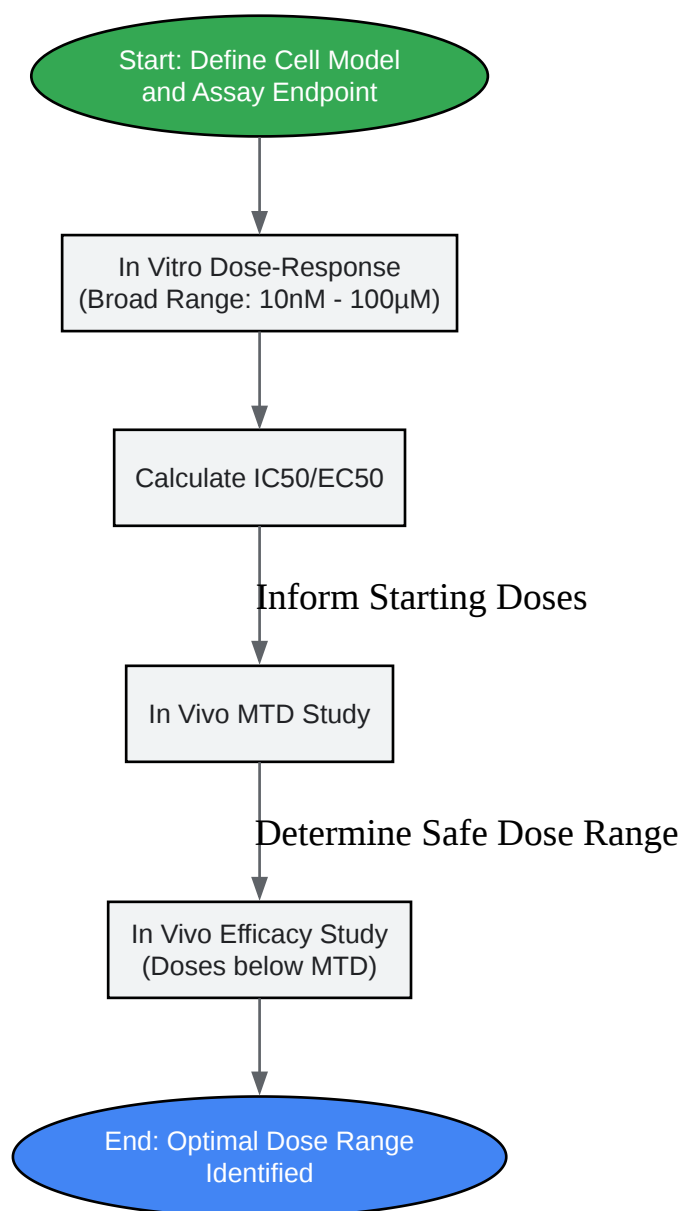 Start: Define Cell Model
and Assay Endpoint
In Vitro Dose-Response
(Broad Range: 10nM - 100µM)
Calculate IC50/EC50
Inform Starting Doses
In Vivo MTD Study
Determine Safe Dose Range
In Vivo Efficacy Study
(Doses below MTD)
End: Optimal Dose Range
Identified